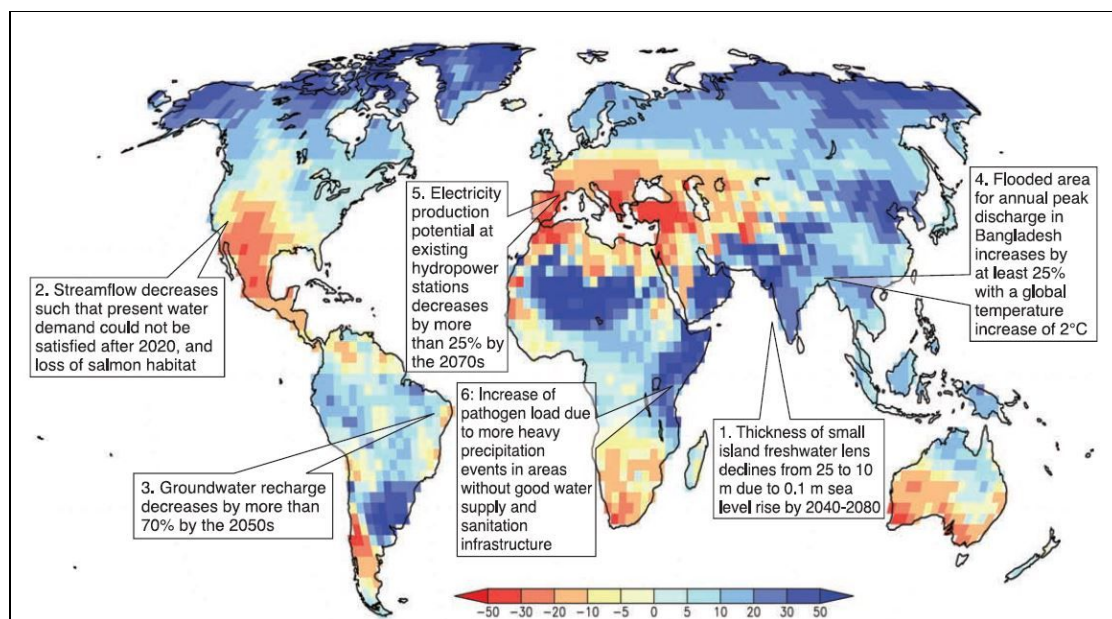 5. Electricity
production
potential at
existing
hydropower
stations
decreases
by more
than 25% by
the 2070s
4. Flooded area
for annual peak
discharge in
Bangladesh
increases by
at least 25%
with a global
temperature
increase of 2°C
2. Streamflow decreases
such that present water
demand could not be
satisfied after 2020, and
loss of salmon habitat
6: Increase of
pathogen load due
to more heavy
precipitation
events in areas
without good water
supply and
sanitation
infrastructure
1. Thickness of small
island freshwater lens
declines from 25 to 10
m due to 0.1 m sea
level rise by 2040-2080
3. Groundwater recharge
decreases by more than
70% by the 2050s
-50 -30 -20 -10 -5 0 5 10 20 30 50